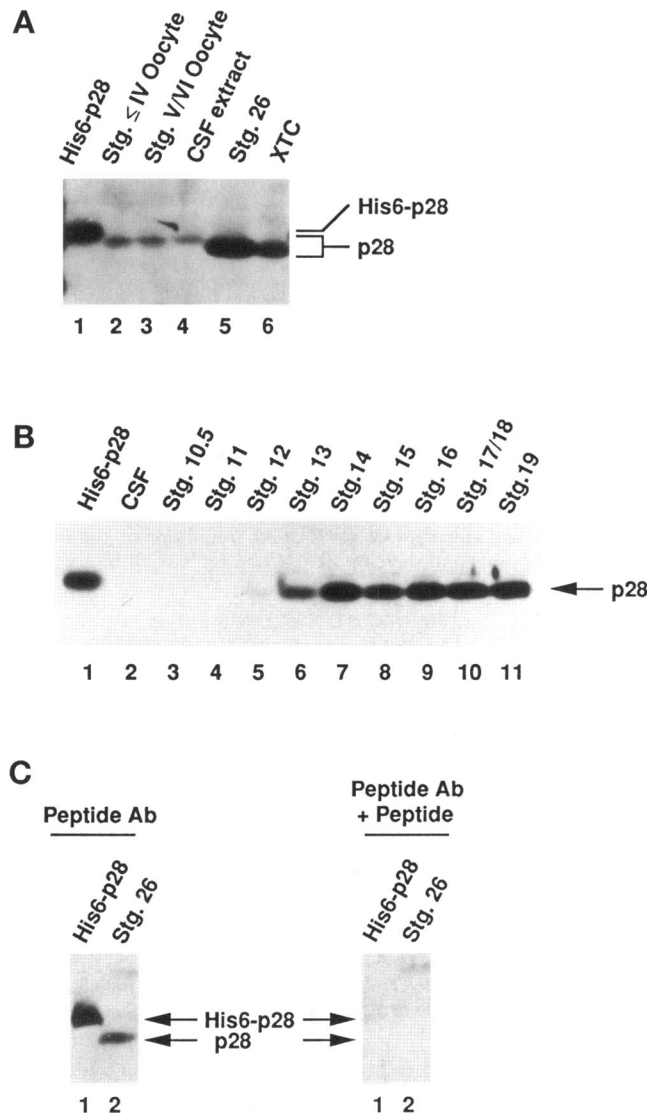 A
His6-p28
Stg. ≤ IV Oocyte
Stg. V/VI Oocyte
CSF extract
Stg. 26
XTC
His6-p28
p28
1 2 3 4 5 6
B
His6-p28
CSF
Stg. 10.5
Stg. 11
Stg. 12
Stg. 13
Stg.14
Stg. 15
Stg. 16
Stg. 17/18
Stg.19
p28
1 2 3 4 5 6 7 8 9 10 11
C
Peptide Ab
Peptide Ab
+ Peptide
His6-p28
Stg. 26
His6-p28
Stg. 26
His6-p28
p28
1 2
1 2